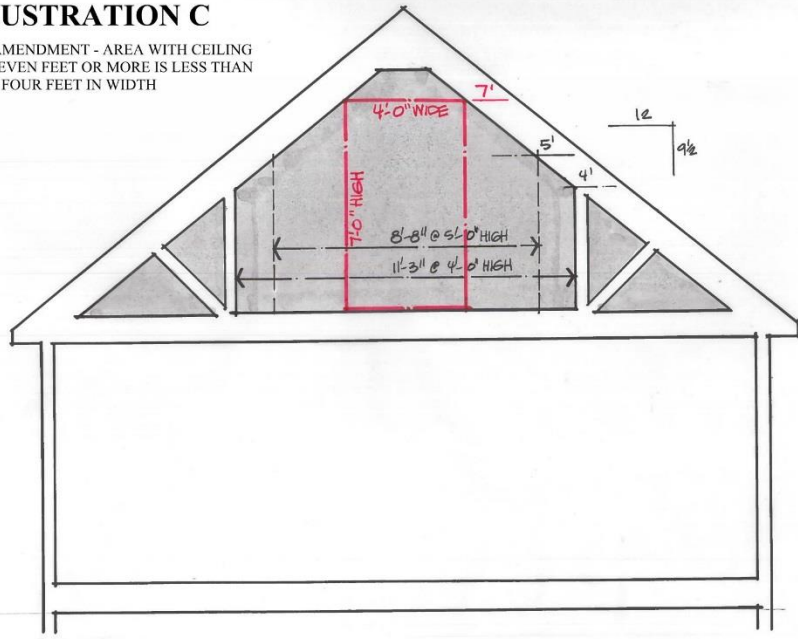 USTRATION C
MENDMENT - AREA WITH CEILING
EVEN FEET OR MORE IS LESS THAN
FOUR FEET IN WIDTH
7'
4'-0" WIDE
12
9½
5'
4'
7'-0" HIGH
8'-8" @ 5'-0" HIGH
11'-3" @ 4'-0" HIGH